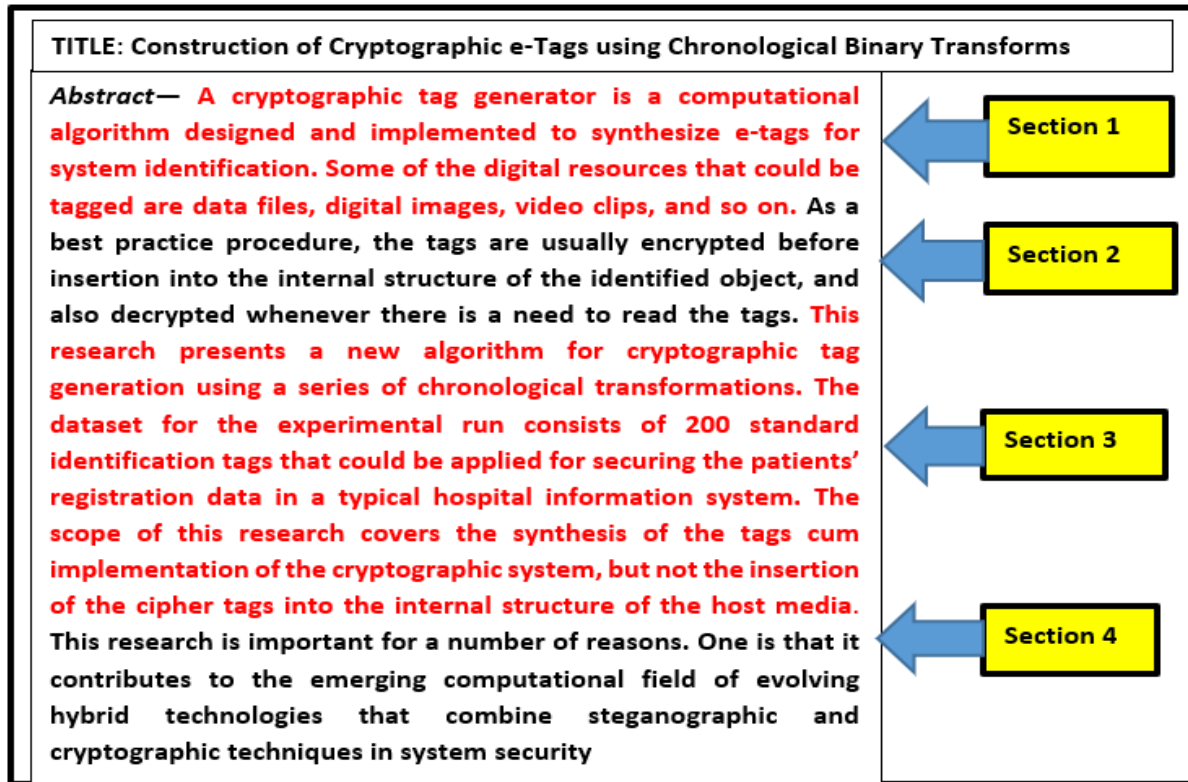 TITLE: Construction of Cryptographic e-Tags using Chronological Binary Transforms
Abstract— A cryptographic tag generator is a computational
algorithm designed and implemented to synthesize e-tags for
system identification. Some of the digital resources that could be
tagged are data files, digital images, video clips, and so on. As a
best practice procedure, the tags are usually encrypted before
insertion into the internal structure of the identified object, and
also decrypted whenever there is a need to read the tags. This
research presents a new algorithm for cryptographic tag
generation using a series of chronological transformations. The
dataset for the experimental run consists of 200 standard
identification tags that could be applied for securing the patients’
registration data in a typical hospital information system. The
scope of this research covers the synthesis of the tags cum
implementation of the cryptographic system, but not the insertion
of the cipher tags into the internal structure of the host media.
This research is important for a number of reasons. One is that it
contributes to the emerging computational field of evolving
hybrid technologies that combine steganographic and
cryptographic techniques in system security
Section 1
Section 2
Section 3
Section 4